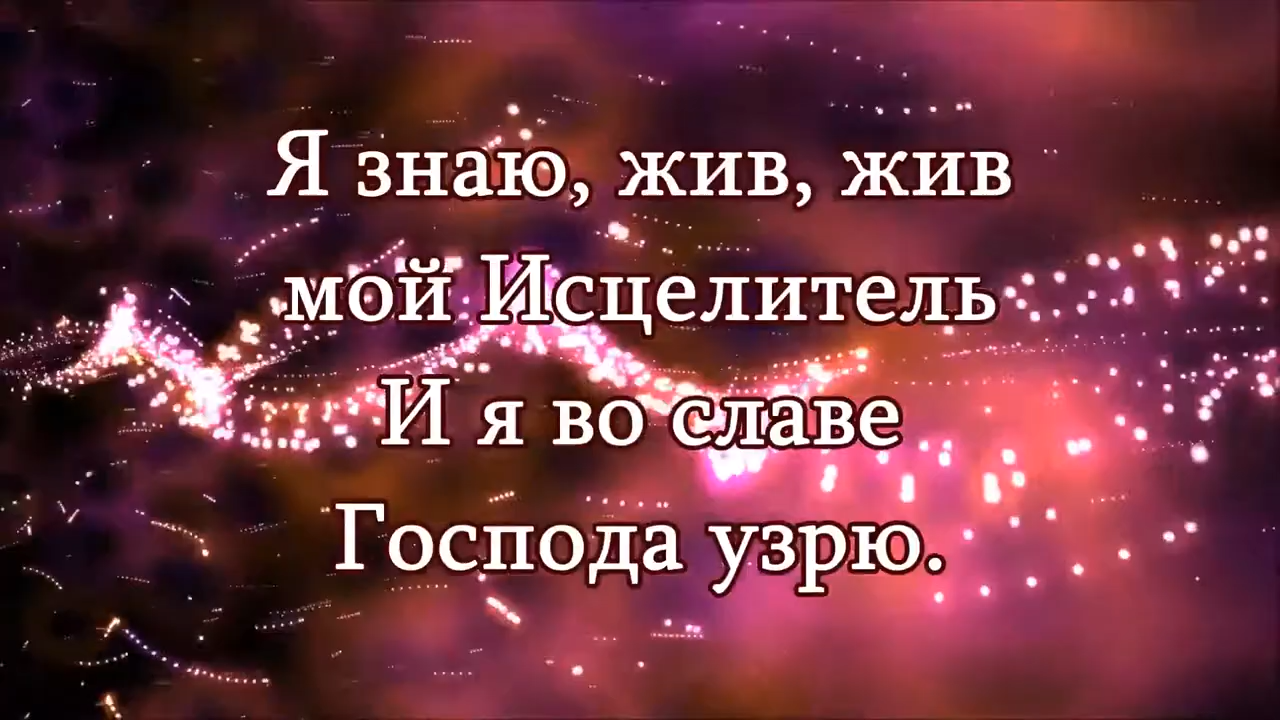 Я знаю, жив, жив
мой Исцелитель
И я во славе
Господа узрю.